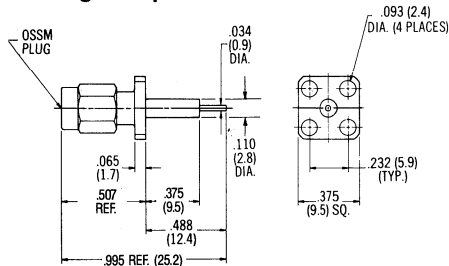 OSSM
PLUG
.034
(0.9)
DIA.
.093 (2.4)
DIA. (4 PLACES)
.110
(2.8)
DIA.
.065
(1.7)
.507
REF.
.375
(9.5)
.488
(12.4)
.995 REF. (25.2)
.232 (5.9)
(TYP.)
.375
(9.5) SQ.